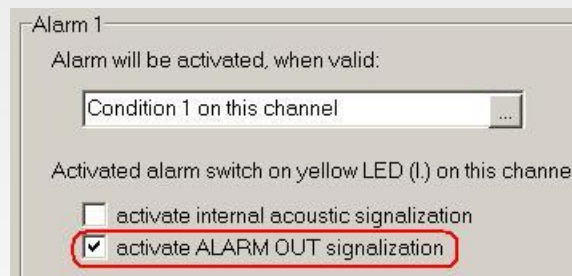 Alarm 1
Alarm will be activated, when valid:
Condition 1 on this channel
...
Activated alarm switch on yellow LED (I.) on this channe
activate internal acoustic signalization
activate ALARM OUT signalization